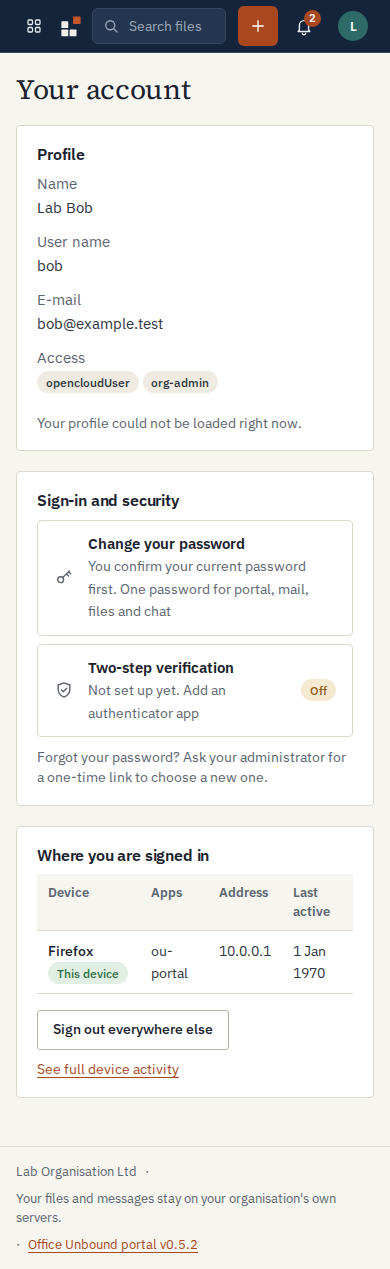 Search files
2
L
Your account
Profile
Name
Lab Bob
User name
bob
E-mail
bob@example.test
Access
opencloudUser org-admin
Your profile could not be loaded right now.
Sign-in and security
Change your password
You confirm your current password
first. One password for portal, mail,
files and chat
Two-step verification
Not set up yet. Add an
authenticator app
Off
Forgot your password? Ask your administrator for
a one-time link to choose a new one.
Where you are signed in
Device Apps Address Last
active
Firefox ou- 10.0.0.1 1 Jan
This device portal 1970
Sign out everywhere else
See full device activity
Lab Organisation Ltd ·
Your files and messages stay on your organisation's own
servers.
· Office Unbound portal v0.5.2